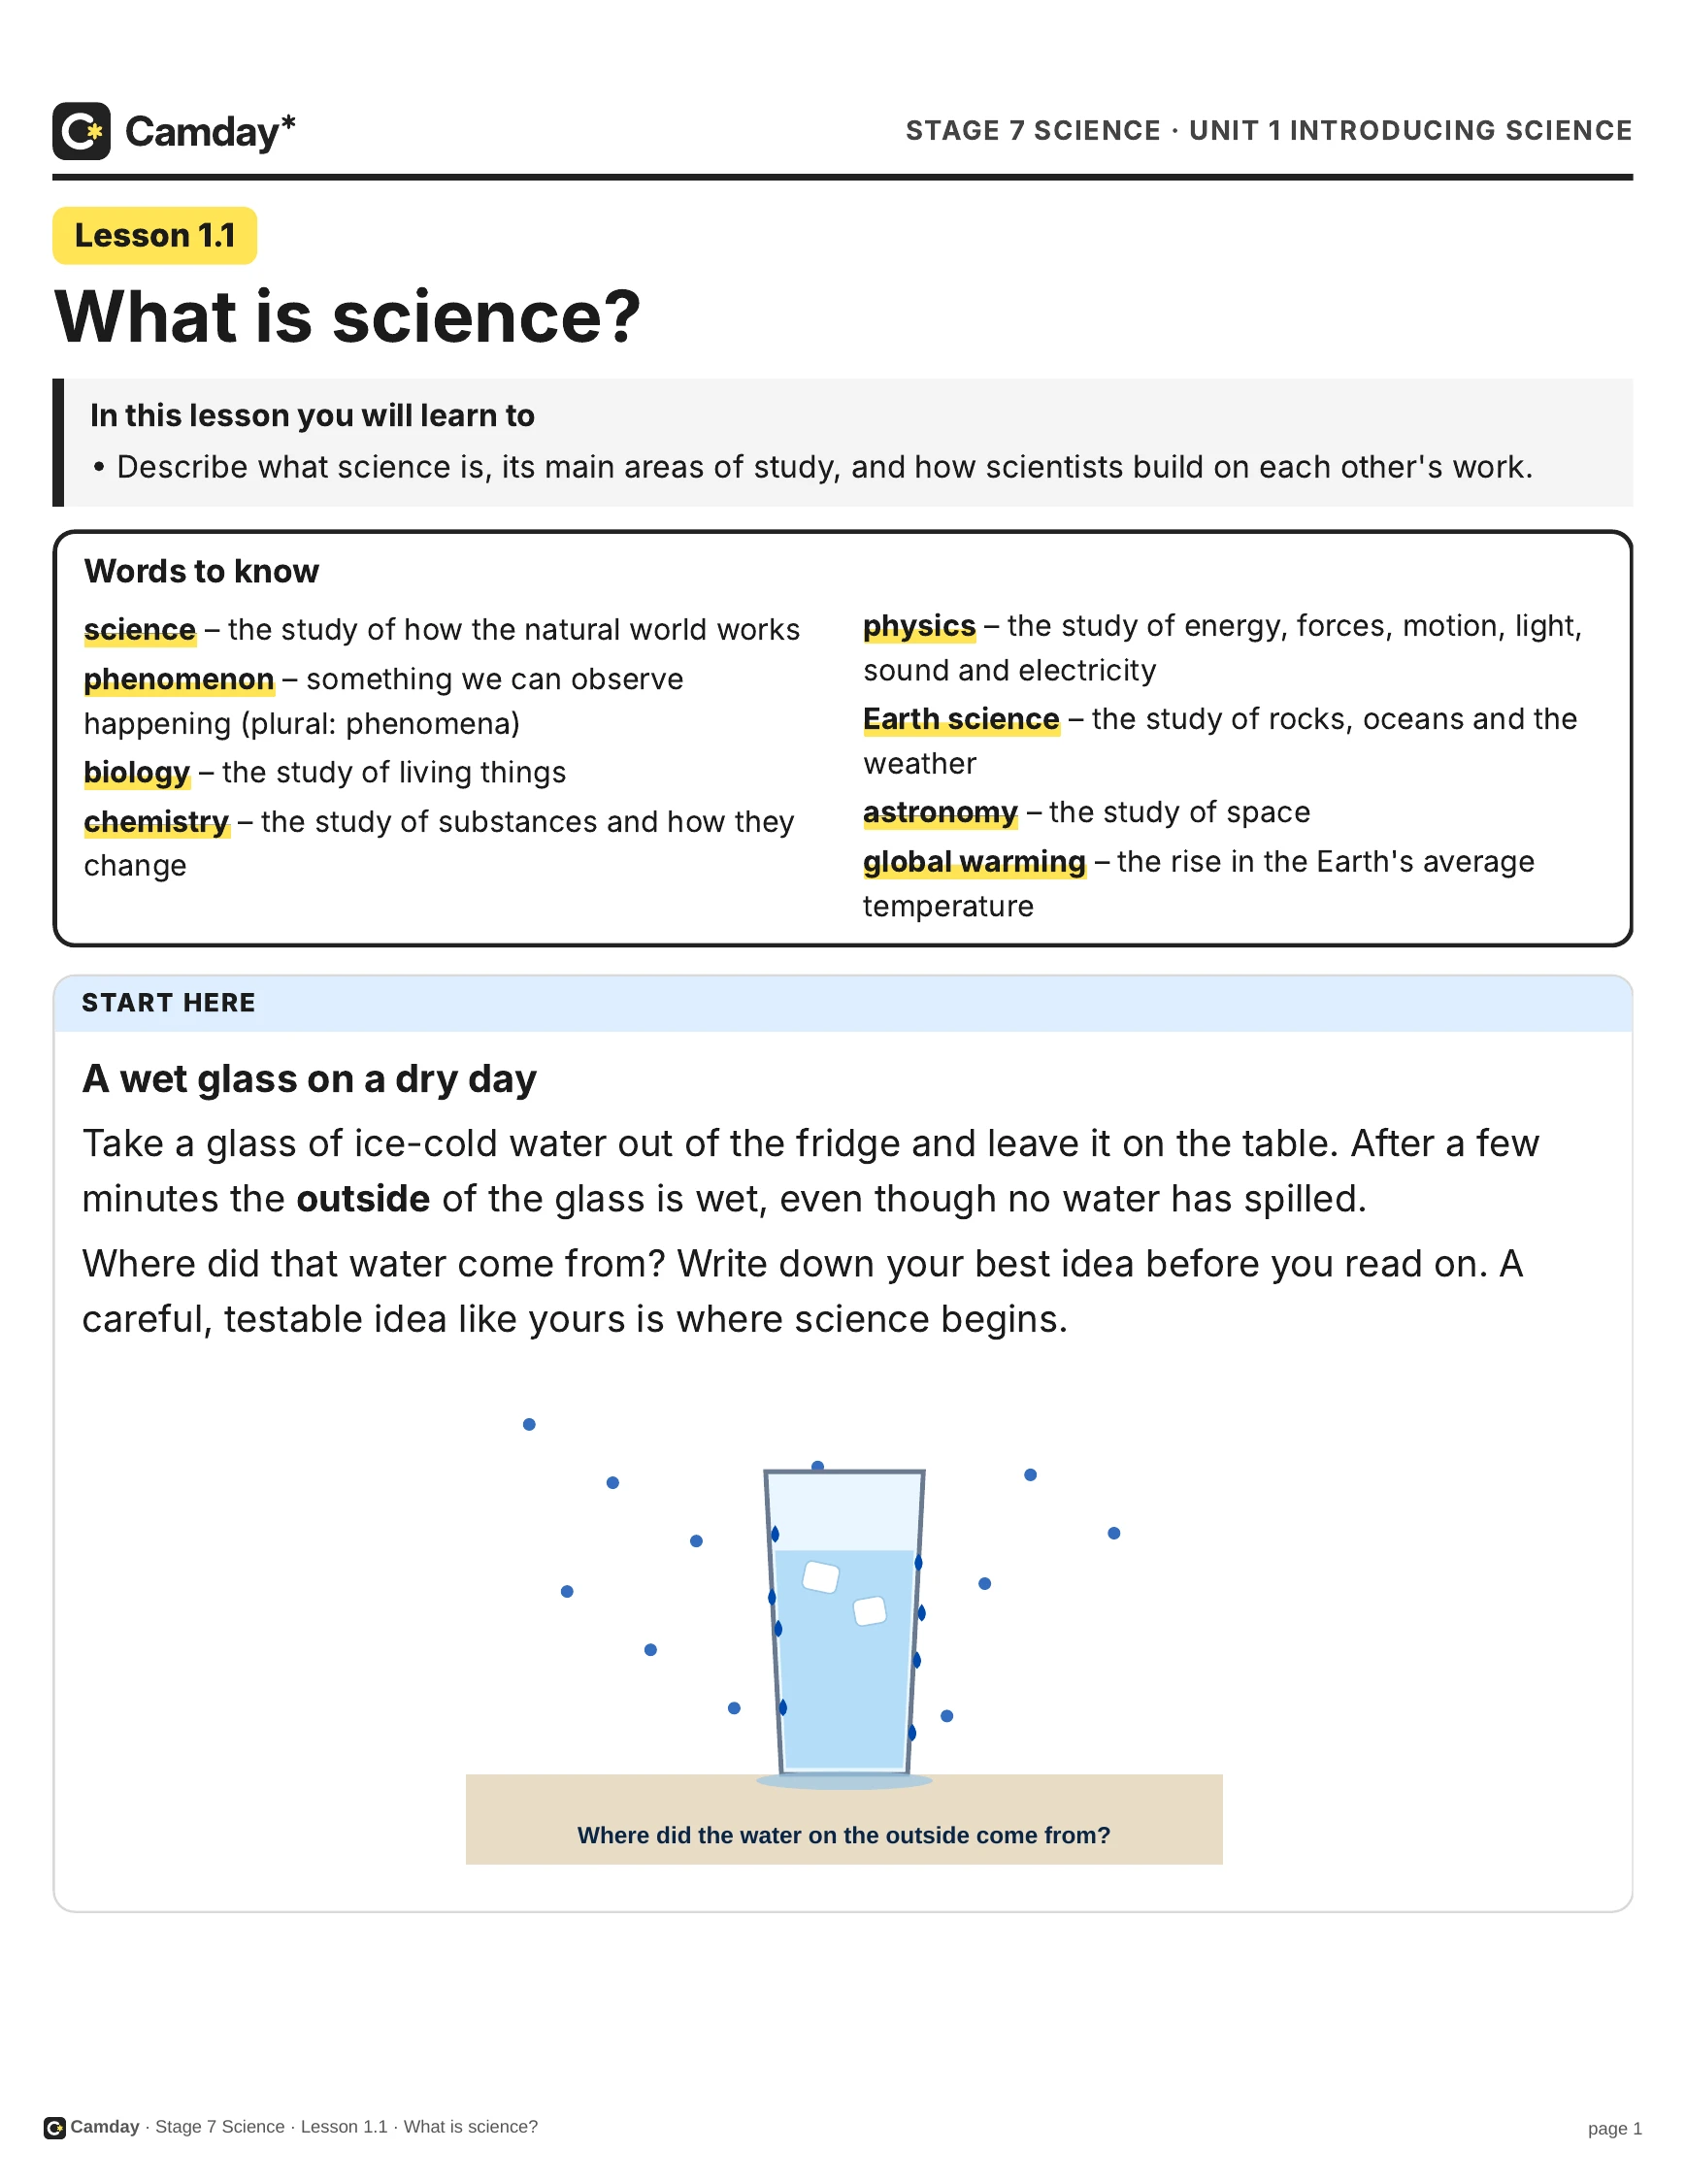 Camday*
STAGE 7 SCIENCE · UNIT 1 INTRODUCING SCIENCE
Lesson 1.1
What is science?
In this lesson you will learn to
• Describe what science is, its main areas of study, and how scientists build on each other's work.
Words to know
science – the study of how the natural world works
phenomenon – something we can observe
happening (plural: phenomena)
biology – the study of living things
chemistry – the study of substances and how they
change
physics – the study of energy, forces, motion, light,
sound and electricity
Earth science – the study of rocks, oceans and the
weather
astronomy – the study of space
global warming – the rise in the Earth's average
temperature
START HERE
A wet glass on a dry day
Take a glass of ice-cold water out of the fridge and leave it on the table. After a few
minutes the outside of the glass is wet, even though no water has spilled.
Where did that water come from? Write down your best idea before you read on. A
careful, testable idea like yours is where science begins.
Where did the water on the outside come from?
Camday · Stage 7 Science · Lesson 1.1 · What is science?
page 1